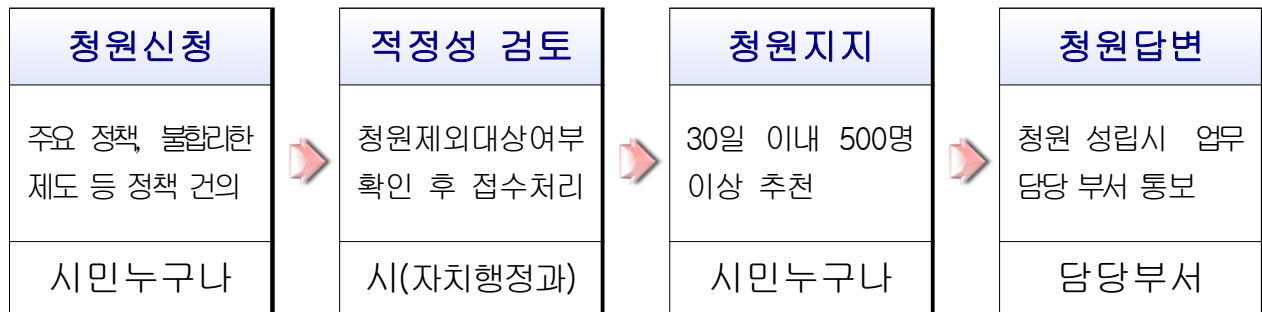 청원신청
주요 정책, 불합리한
제도 등 정책 건의
시민누구나
적정성 검토
청원제외대상여부
확인 후 접수처리
시(자치행정과)
청원지지
30일 이내 500명
이상 추천
시민누구나
청원답변
청원 성립시 업무
담당 부서 통보
담당부서